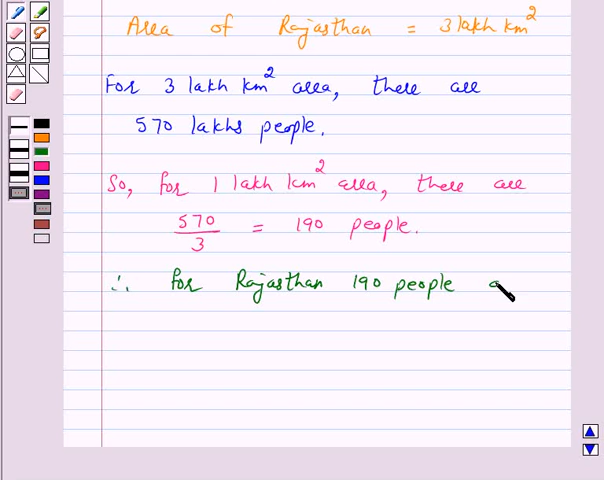 Area of Rajasthan = 3 lakh km²
For 3 lakh km² area, there are
570 lakhs people.
So, for 1 lakh km² area, there are
570/3 = 190 people.
∴ for Rajasthan 190 people a